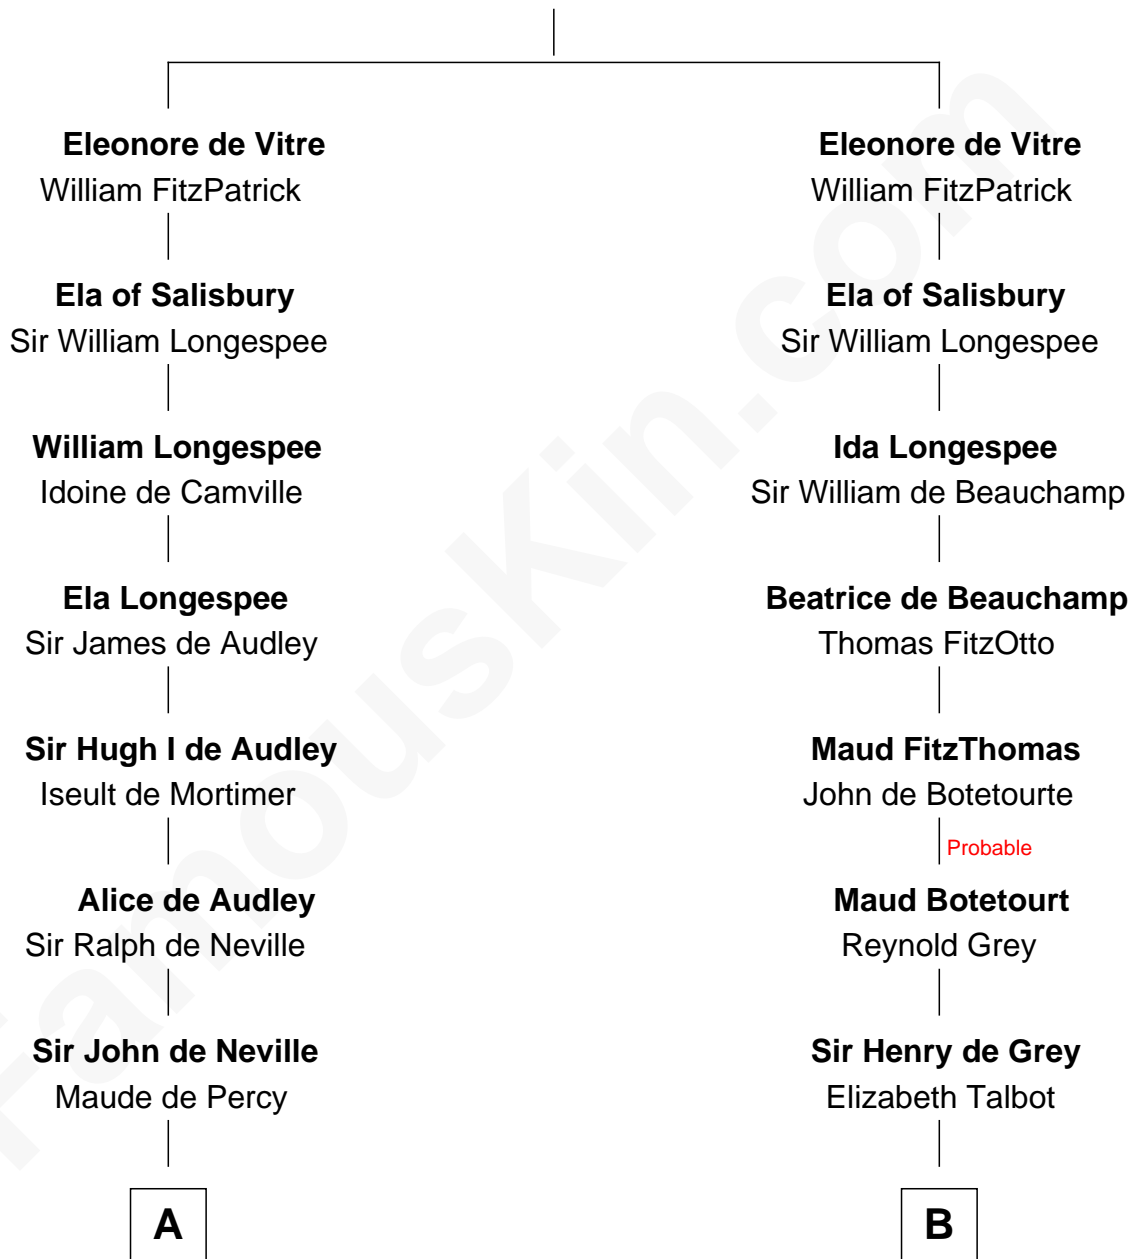 Eleonore de Vitre
William FitzPatrick
Ela of Salisbury
Sir William Longespee
William Longespee
Idoine de Camville
Ela Longespee
Sir James de Audley
Sir Hugh I de Audley
Iseult de Mortimer
Alice de Audley
Sir Ralph de Neville
Sir John de Neville
Maude de Percy
A
Eleonore de Vitre
William FitzPatrick
Ela of Salisbury
Sir William Longespee
Ida Longespee
Sir William de Beauchamp
Beatrice de Beauchamp
Thomas FitzOtto
Maud FitzThomas
John de Botetourte
Probable
Maud Botetourt
Reynold Grey
Sir Henry de Grey
Elizabeth Talbot
B
FamousKin.com